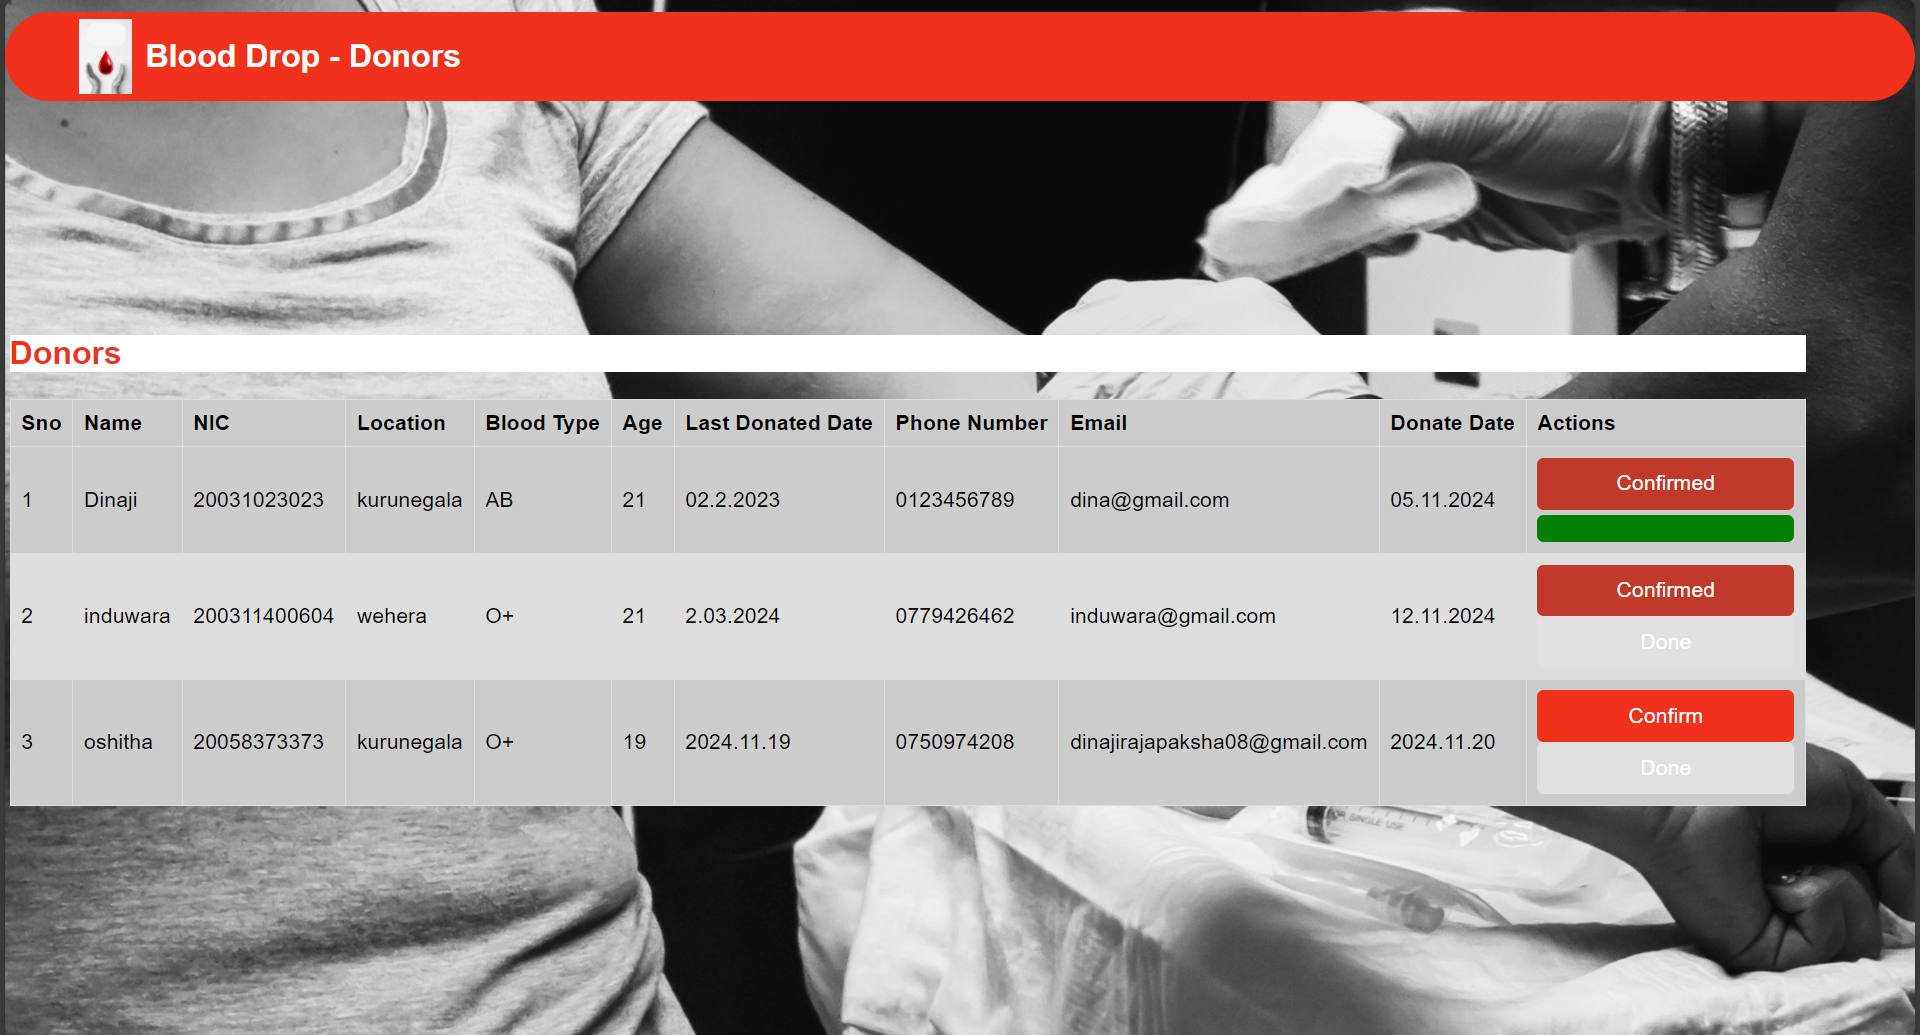 Blood Drop - Donors
Donors
Sno Name NIC Location Blood Type Age Last Donated Date Phone Number Email Donate Date Actions
1 Dinaji 20031023023 kurunegala AB 21 02.2.2023 0123456789 dina@gmail.com 05.11.2024 Confirmed
2 induwara 200311400604 wehera O+ 21 2.03.2024 0779426462 induwara@gmail.com 12.11.2024 Confirmed
Done
3 oshitha 20058373373 kurunegala O+ 19 2024.11.19 0750974208 dinajirajapaksha08@gmail.com 2024.11.20 Confirm
Done
FOR SINGLE USE